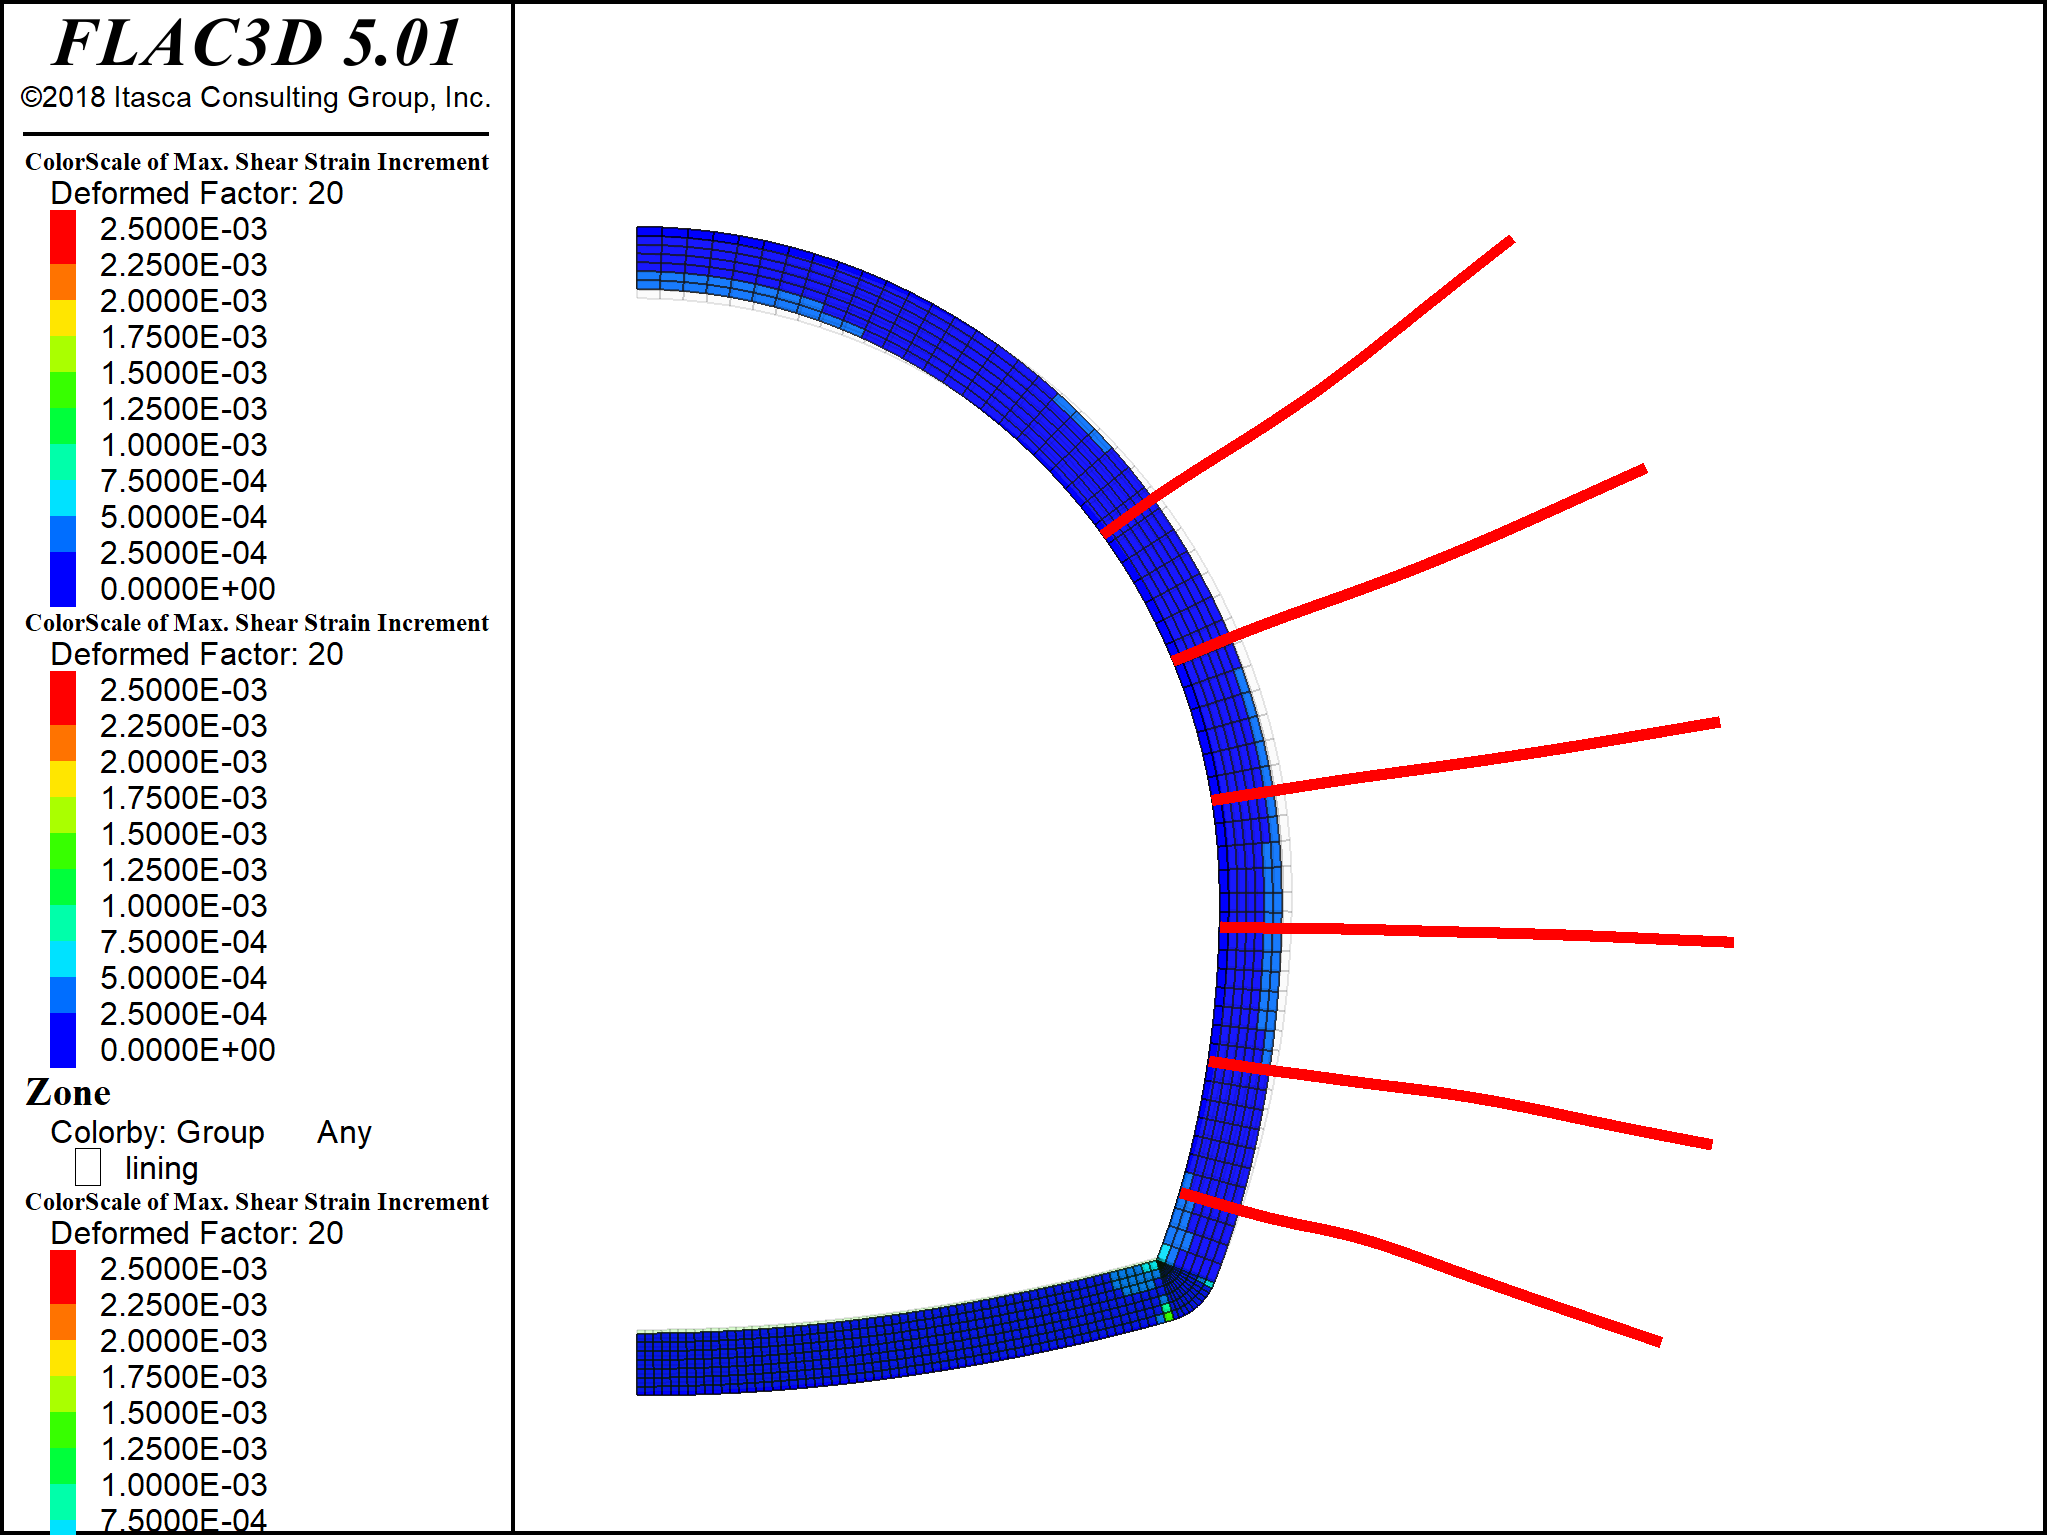 FLAC3D 5.01
©2018 Itasca Consulting Group, Inc.
ColorScale of Max. Shear Strain Increment
Deformed Factor: 20
2.5000E-03
2.2500E-03
2.0000E-03
1.7500E-03
1.5000E-03
1.2500E-03
1.0000E-03
7.5000E-04
5.0000E-04
2.5000E-04
0.0000E+00
ColorScale of Max. Shear Strain Increment
Deformed Factor: 20
2.5000E-03
2.2500E-03
2.0000E-03
1.7500E-03
1.5000E-03
1.2500E-03
1.0000E-03
7.5000E-04
5.0000E-04
2.5000E-04
0.0000E+00
Zone
Colorby: Group Any
lining
ColorScale of Max. Shear Strain Increment
Deformed Factor: 20
2.5000E-03
2.2500E-03
2.0000E-03
1.7500E-03
1.5000E-03
1.2500E-03
1.0000E-03
7.5000E-04